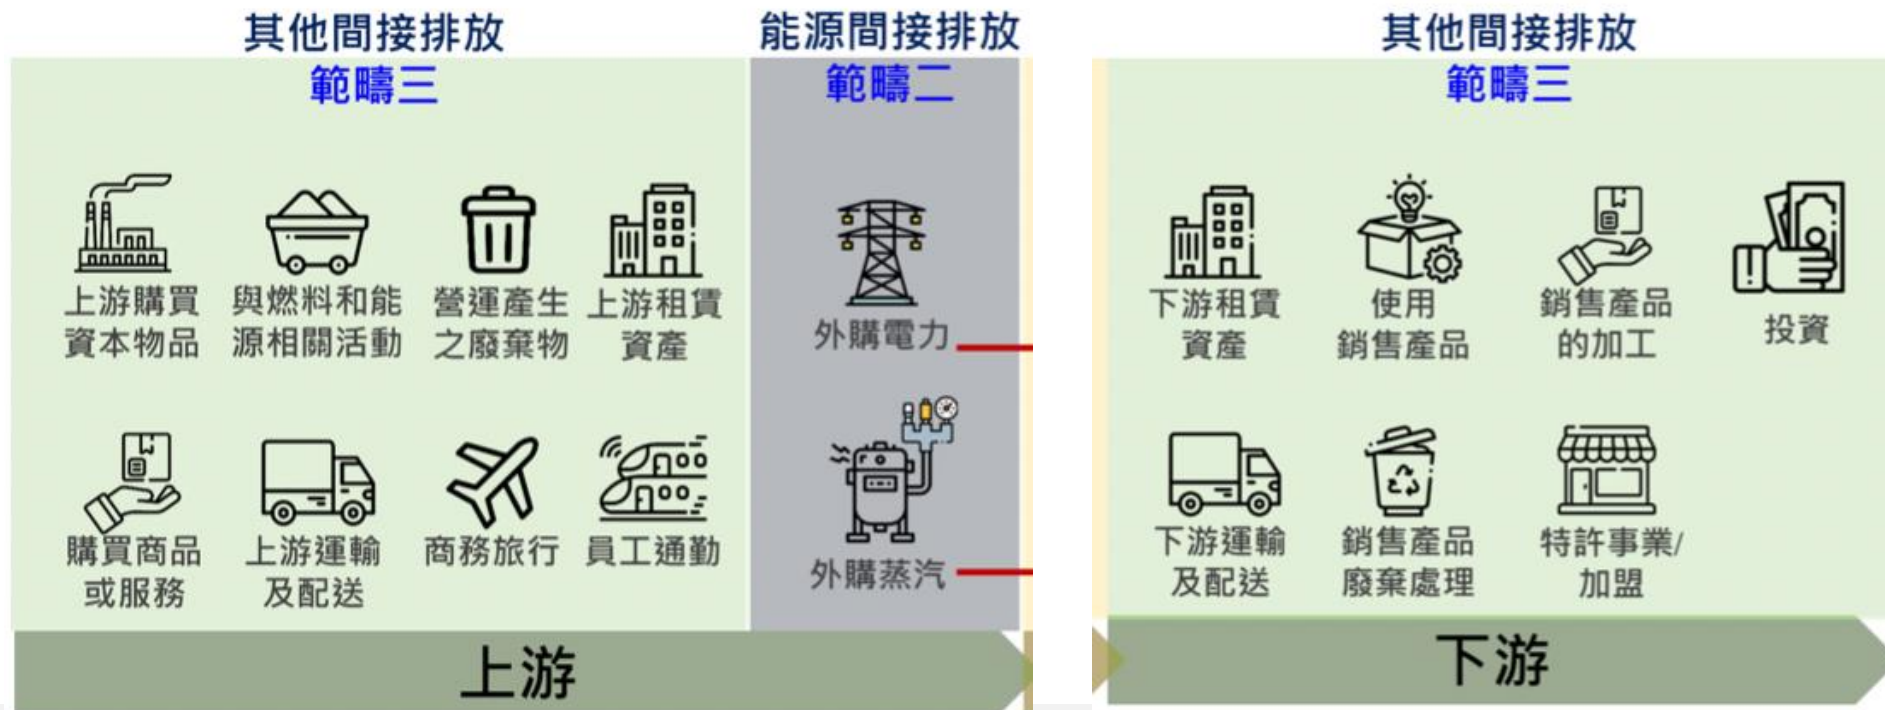 其他間接排放
範疇三
上游購買
資本物品
與燃料和能
源相關活動
營運產生
之廢棄物
上游租賃
資產
購買商品
或服務
上游運輸
及配送
商務旅行
員工通勤
能源間接排放
範疇二
外購電力
外購蒸汽
上游
其他間接排放
範疇三
下游租賃
資產
使用
銷售產品
銷售產品
的加工
投資
下游運輸
及配送
銷售產品
廢棄處理
特許事業/
加盟
下游